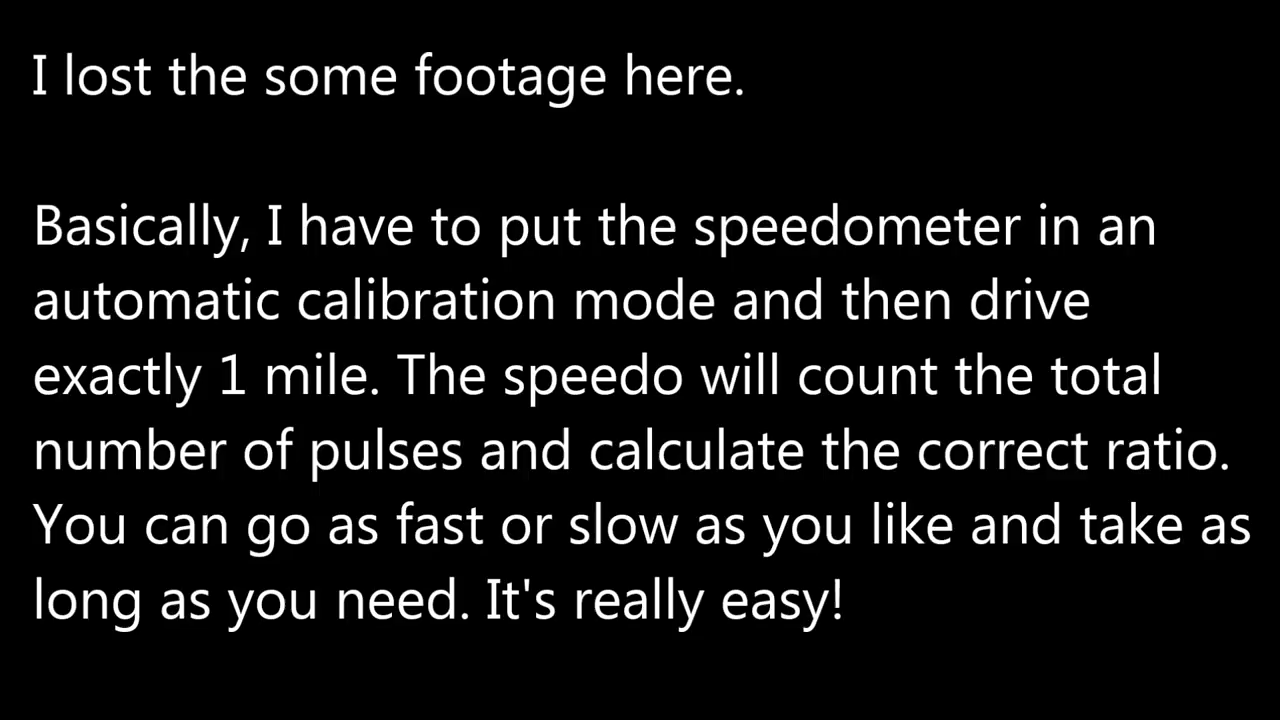 I lost the some footage here.
Basically, I have to put the speedometer in an
automatic calibration mode and then drive
exactly 1 mile. The speedo will count the total
number of pulses and calculate the correct ratio.
You can go as fast or slow as you like and take as
long as you need. It's really easy!